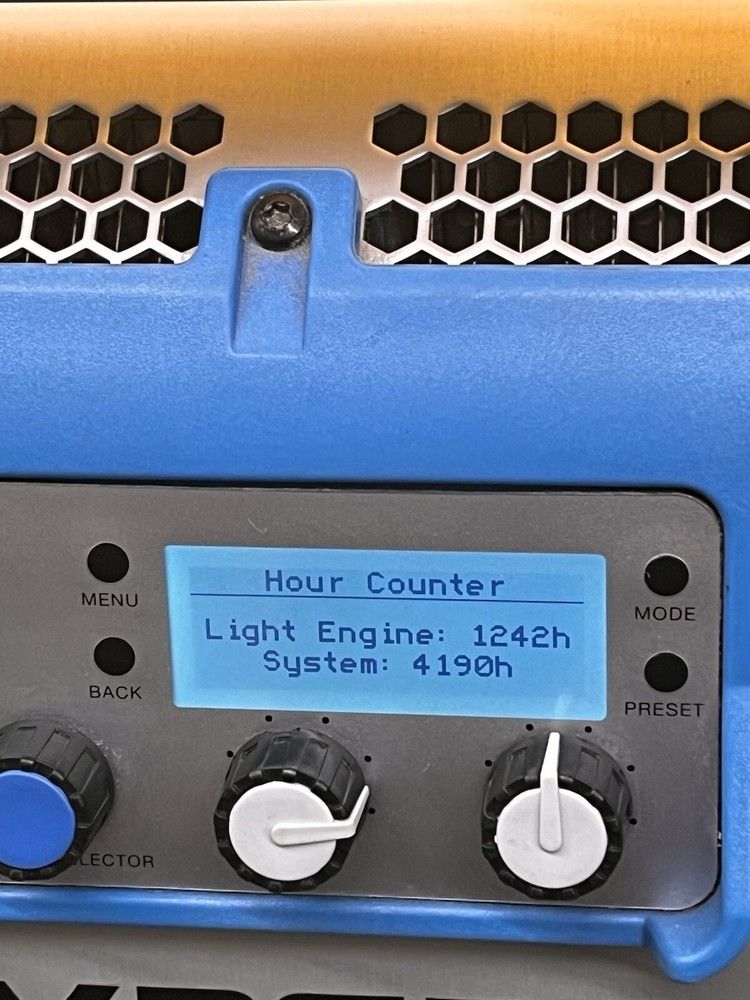 Hour Counter
Light Engine: 1242h
System: 4190h
MENU
BACK
MODE
PRESET